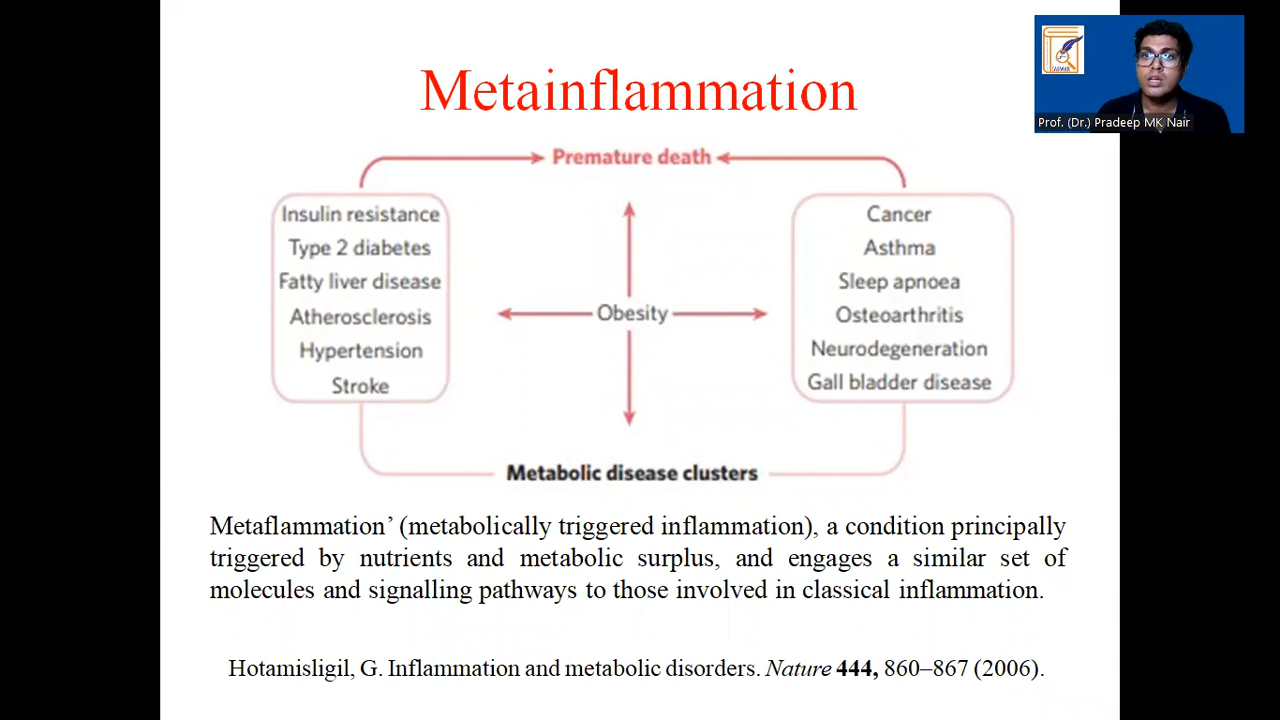 Metainflammation
Prof. (Dr.) Pradeep MK Nair
Premature death
Insulin resistance
Type 2 diabetes
Fatty liver disease
Atherosclerosis
Hypertension
Stroke
Obesity
Cancer
Asthma
Sleep apnoea
Osteoarthritis
Neurodegeneration
Gall bladder disease
Metabolic disease clusters
Metaflammation’ (metabolically triggered inflammation), a condition principally
triggered by nutrients and metabolic surplus, and engages a similar set of
molecules and signalling pathways to those involved in classical inflammation.
Hotamisligil, G. Inflammation and metabolic disorders. Nature 444, 860–867 (2006).